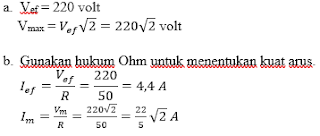 a. V_ef = 220 volt
V_max = V_ef√2 = 220√2 volt
b. Gunakan hukum Ohm untuk menentukan kuat arus.
I_ef = V_ef/R = 220/50 = 4,4 A
I_m = V_m/R = 220√2/50 = 22/5 √2 A